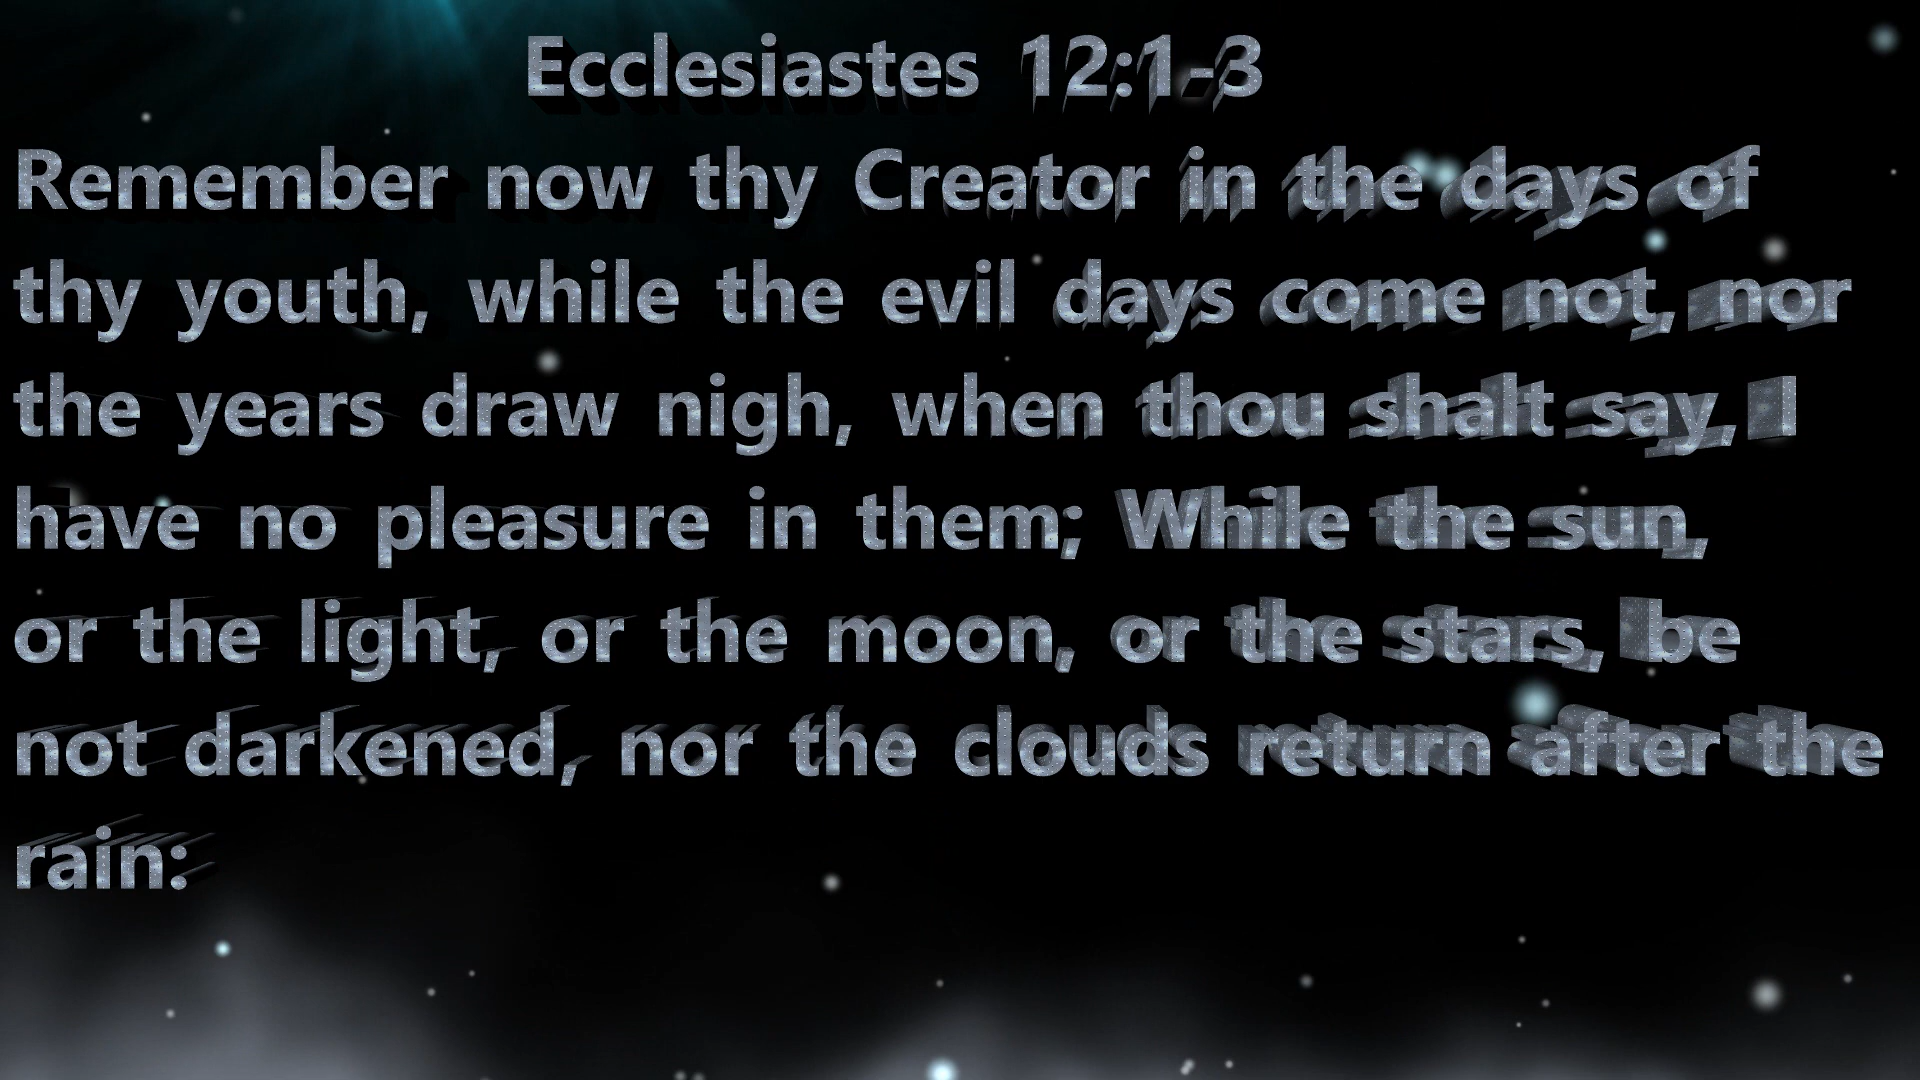 Ecclesiastes 12:1-3
Remember now thy Creator in the days of
thy youth, while the evil days come not, nor
the years draw nigh, when thou shalt say, I
have no pleasure in them; While the sun,
or the light, or the moon, or the stars, be
not darkened, nor the clouds return after the
rain: